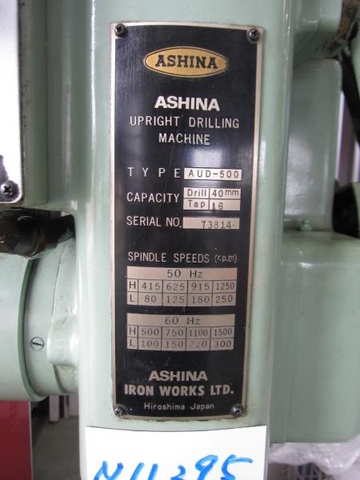 ASHINA
ASHINA
UPRIGHT DRILLING
MACHINE
TYPE AUD-500
CAPACITY Drill 40mm
Tap 16
SERIAL NO. 73814
SPINDLE SPEEDS (r.p.m)
50 Hz
H 415 625 915 1250
L 80 125 180 250
60 Hz
H 500 750 1100 1500
L 100 150 220 300
ASHINA
IRON WORKS LTD.
Hiroshima Japan
N11295